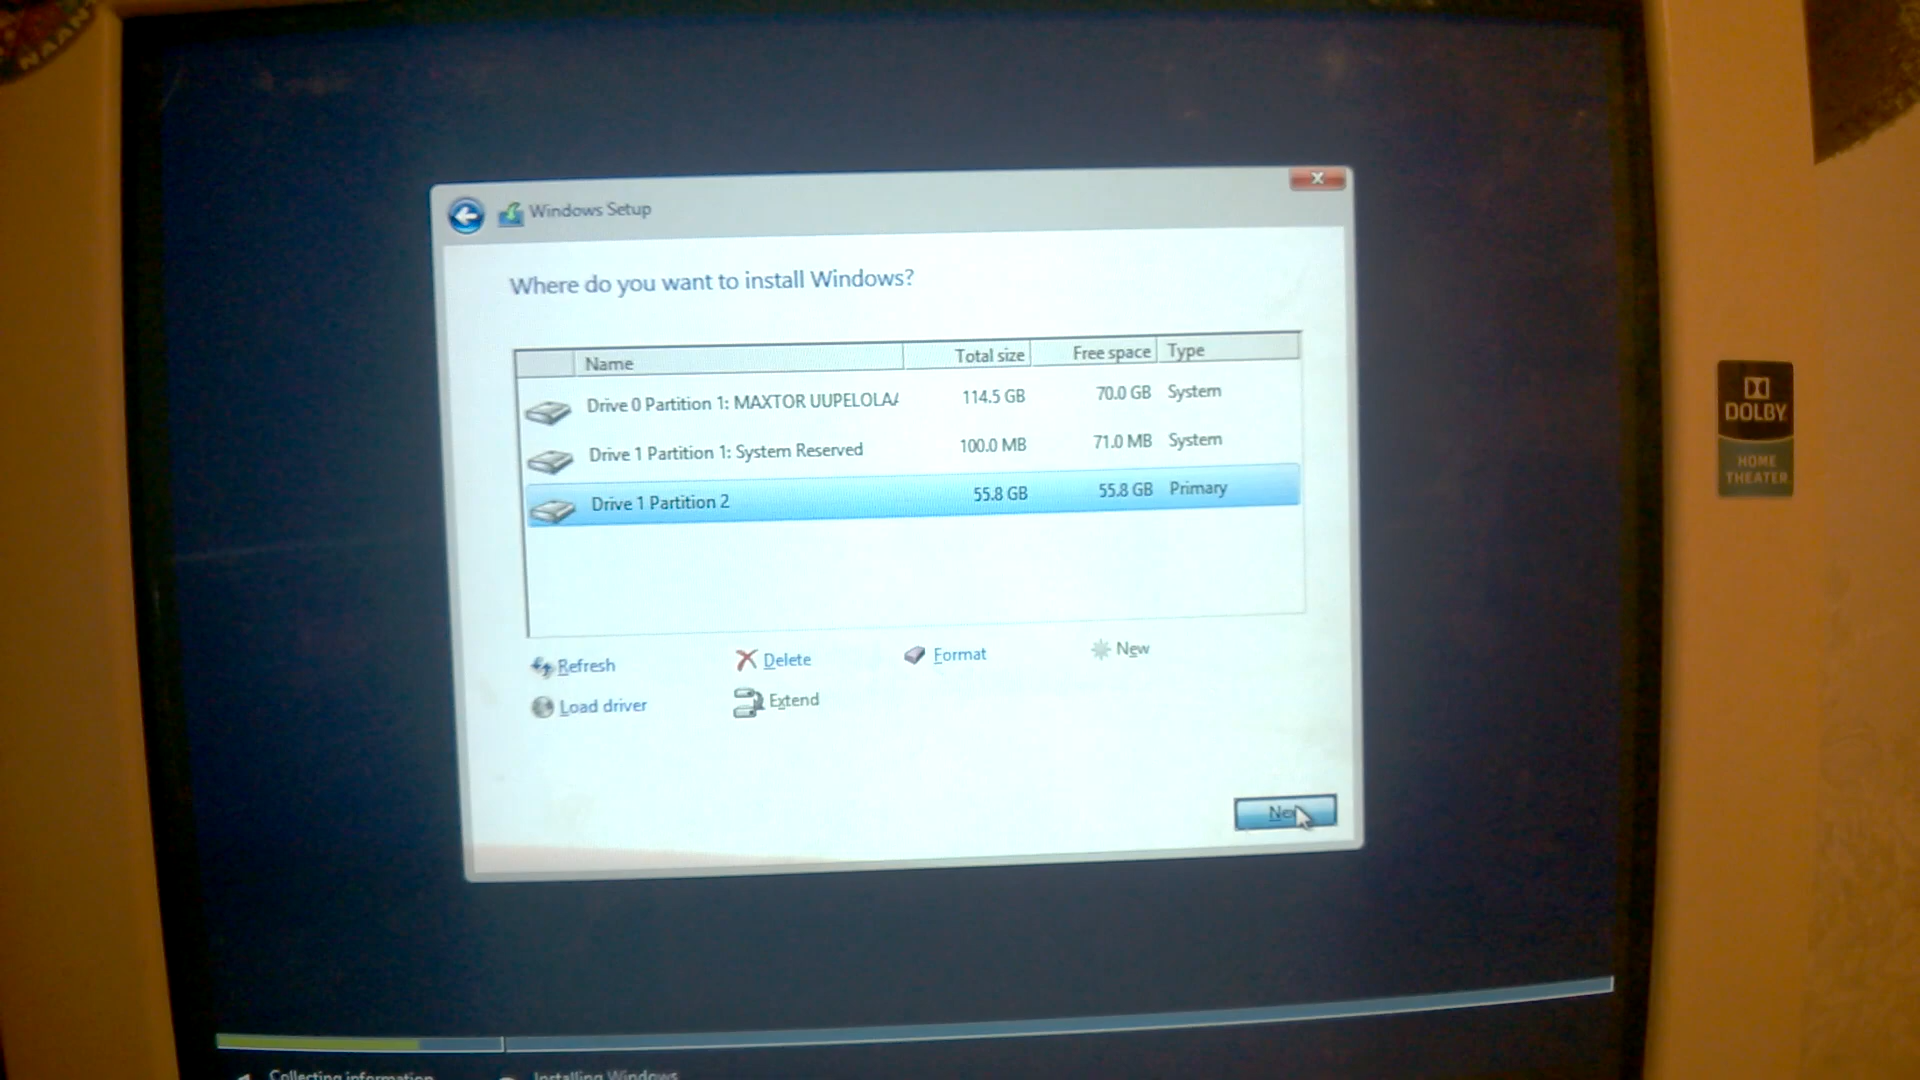 Windows Setup
Where do you want to install Windows?
Name Total size Free space Type
Drive 0 Partition 1: MAXTOR 114.5 GB 70.0 GB System
Drive 1 Partition 1: System Reserved 100.0 MB 71.0 MB System
Drive 1 Partition 2 55.8 GB 55.8 GB Primary
Refresh Delete Format New
Load driver Extend
DOLBY
HOME
THEATER
Collecting information Installing Windows